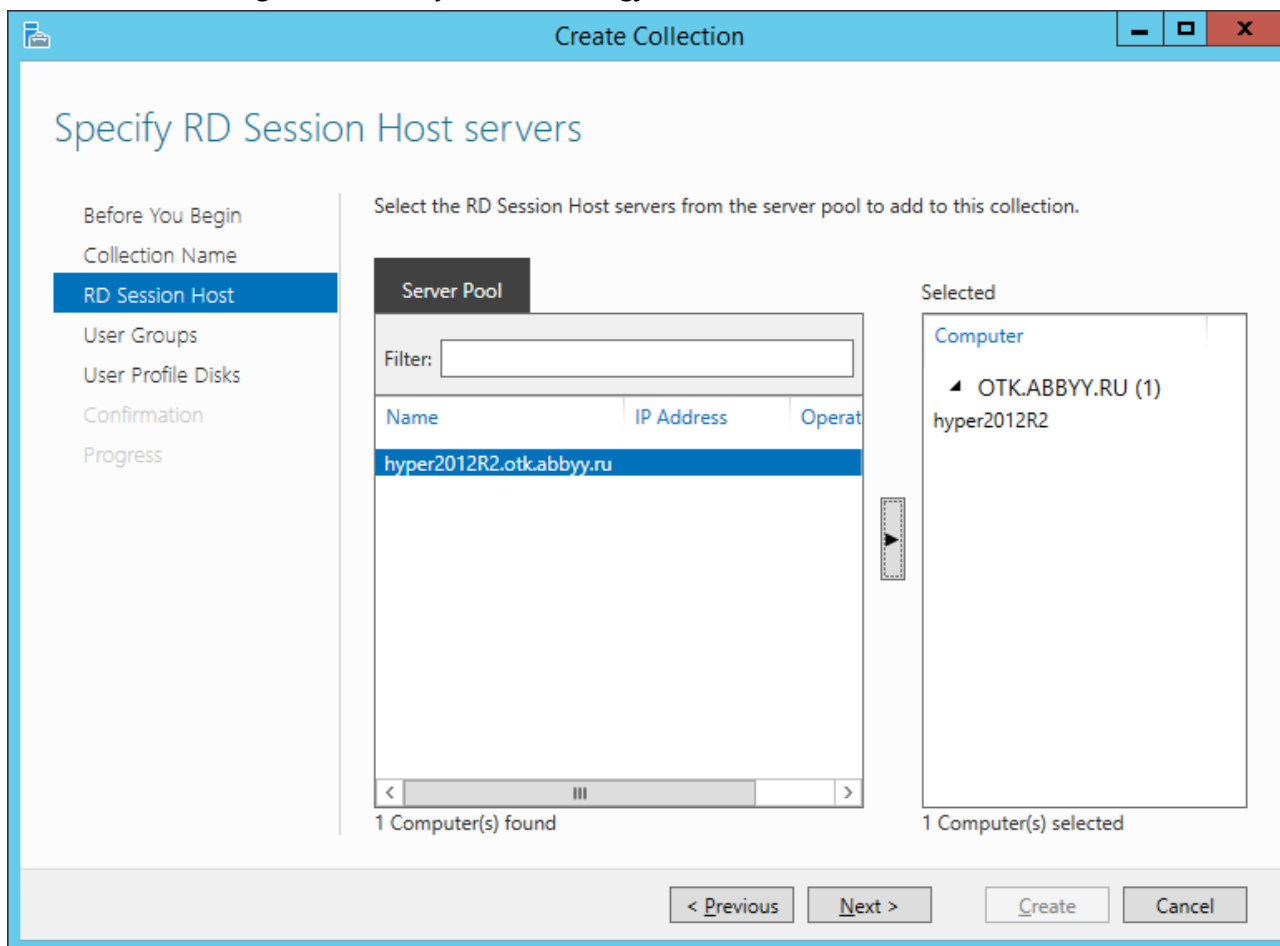 Create Collection
Specify RD Session Host servers
Before You Begin
Collection Name
RD Session Host
User Groups
User Profile Disks
Confirmation
Progress
Select the RD Session Host servers from the server pool to add to this collection.
Server Pool
Filter:
Name IP Address Operat
hyper2012R2.otk.abbyy.ru
1 Computer(s) found
Selected
Computer
OTK.ABBYY.RU (1)
hyper2012R2
1 Computer(s) selected
< Previous Next > Create Cancel